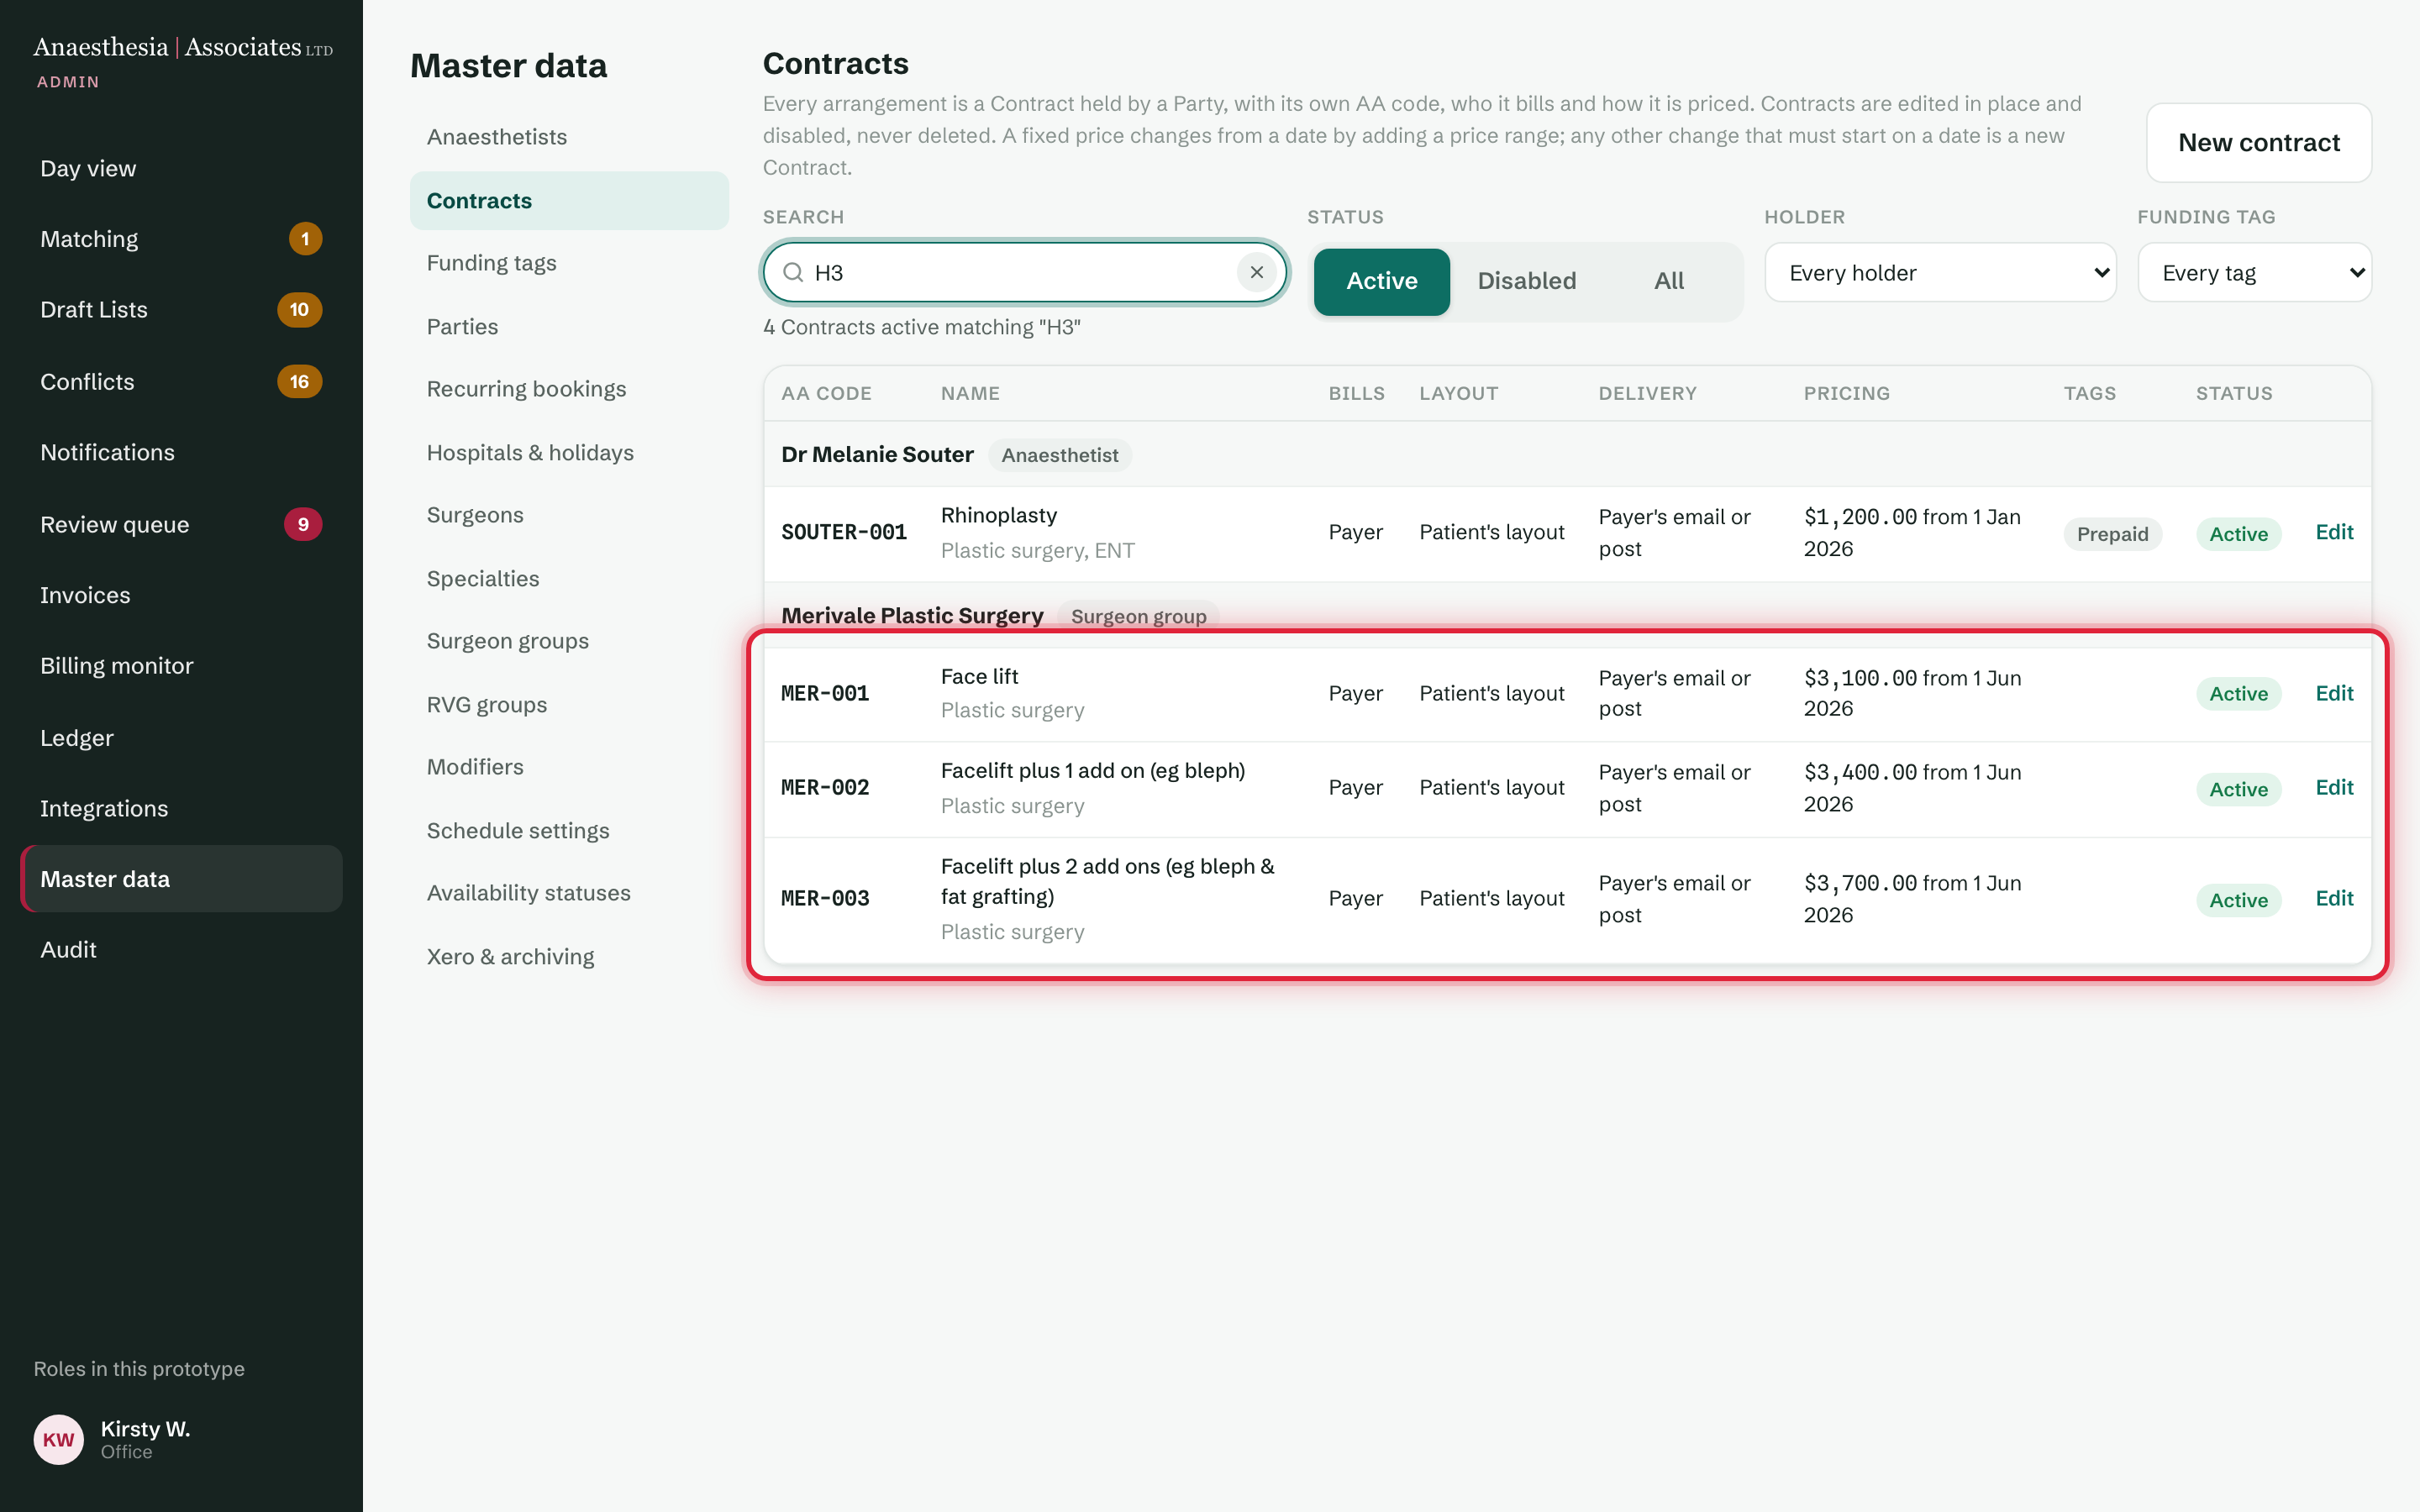 Anaesthesia | Associates LTD
ADMIN
Day view
Matching 1
Draft Lists 10
Conflicts 16
Notifications
Review queue 9
Invoices
Billing monitor
Ledger
Integrations
Master data
Audit
Roles in this prototype
KW
Kirsty W.
Office
Master data
Anaesthetists
Contracts
Funding tags
Parties
Recurring bookings
Hospitals & holidays
Surgeons
Specialties
Surgeon groups
RVG groups
Modifiers
Schedule settings
Availability statuses
Xero & archiving
Contracts
Every arrangement is a Contract held by a Party, with its own AA code, who it bills and how it is priced. Contracts are edited in place and
disabled, never deleted. A fixed price changes from a date by adding a price range; any other change that must start on a date is a new
Contract.
New contract
SEARCH STATUS HOLDER FUNDING TAG
H3 Active Disabled All Every holder Every tag
4 Contracts active matching "H3"
AA CODE NAME BILLS LAYOUT DELIVERY PRICING TAGS STATUS
Dr Melanie Souter Anaesthetist
SOUTER-001 Rhinoplasty Payer Patient's layout Payer's email or $1,200.00 from 1 Jan Prepaid Active Edit
Plastic surgery, ENT post 2026
Merivale Plastic Surgery Surgeon group
MER-001 Face lift Payer Patient's layout Payer's email or $3,100.00 from 1 Jun Active Edit
Plastic surgery post 2026
MER-002 Facelift plus 1 add on (eg bleph) Payer Patient's layout Payer's email or $3,400.00 from 1 Jun Active Edit
Plastic surgery post 2026
MER-003 Facelift plus 2 add ons (eg bleph & Payer Patient's layout Payer's email or $3,700.00 from 1 Jun Active Edit
fat grafting) post 2026
Plastic surgery